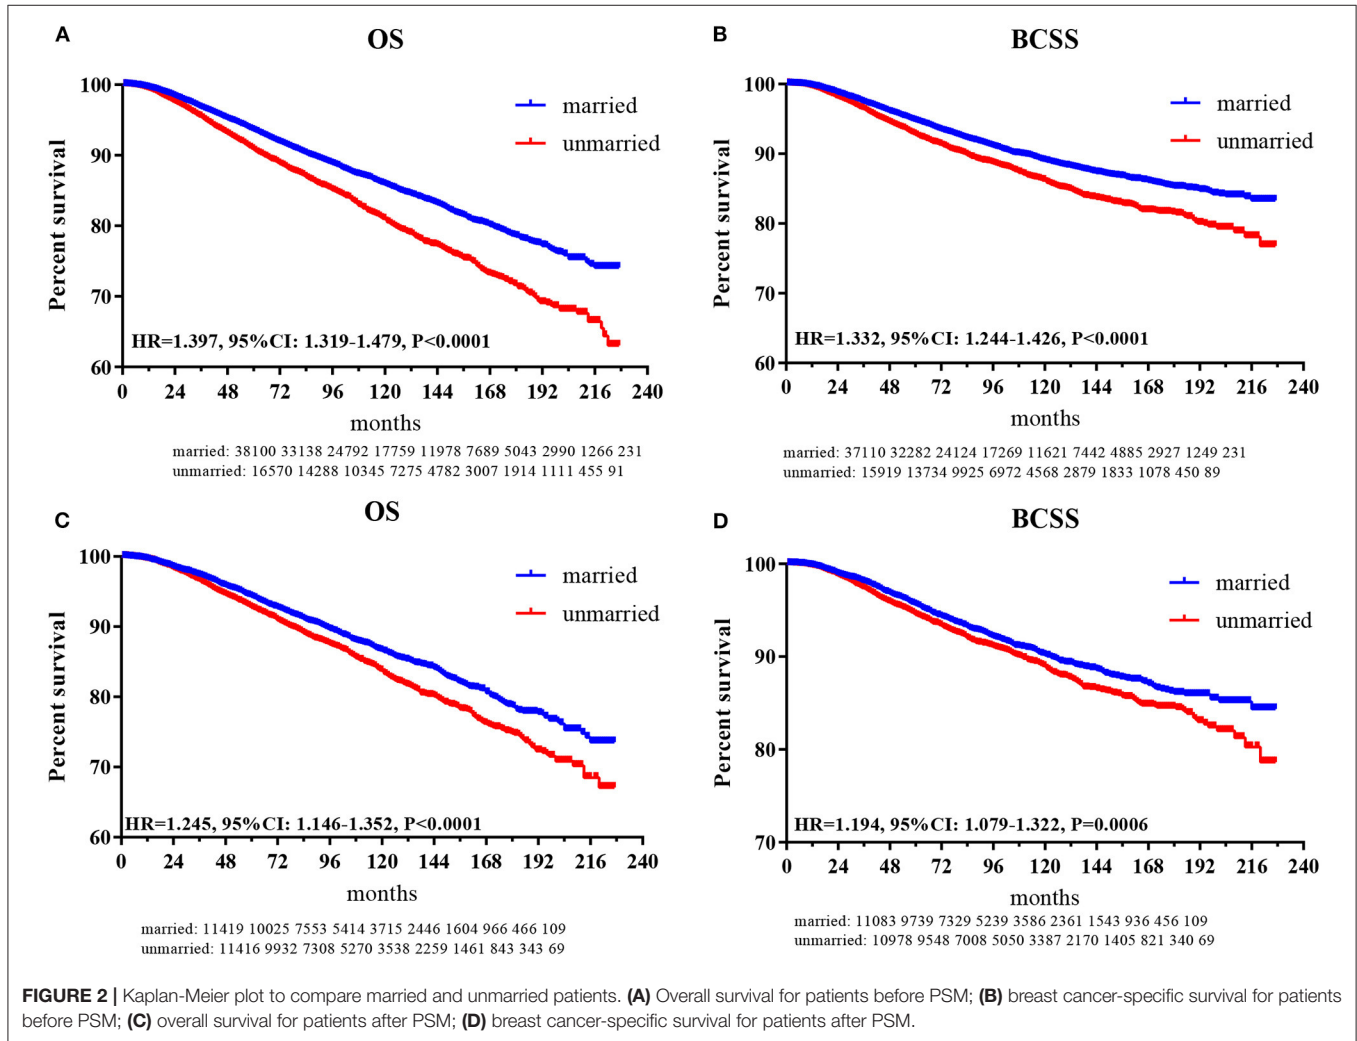 A
OS
100
90
80
70
60
Percent survival
married
unmarried
HR=1.397, 95%CI: 1.319-1.479, P<0.0001
0 24 48 72 96 120 144 168 192 216 240
months
married: 38100 33138 24792 17759 11978 7689 5043 2990 1266 231
unmarried: 16570 14288 10345 7275 4782 3007 1914 1111 455 91
B
BCSS
100
90
80
70
60
Percent survival
married
unmarried
HR=1.332, 95%CI: 1.244-1.426, P<0.0001
0 24 48 72 96 120 144 168 192 216 240
months
married: 37110 32282 24124 17269 11621 7442 4885 2927 1249 231
unmarried: 15919 13734 9925 6972 4568 2879 1833 1078 450 89
C
OS
100
90
80
70
60
Percent survival
married
unmarried
HR=1.245, 95%CI: 1.146-1.352, P<0.0001
0 24 48 72 96 120 144 168 192 216 240
months
married: 11419 10025 7553 5414 3715 2446 1604 966 466 109
unmarried: 11416 9932 7308 5270 3538 2259 1461 843 343 69
D
BCSS
100
90
80
70
Percent survival
married
unmarried
HR=1.194, 95%CI: 1.079-1.322, P=0.0006
0 24 48 72 96 120 144 168 192 216 240
months
married: 11083 9739 7329 5239 3586 2361 1543 936 456 109
unmarried: 10978 9548 7008 5050 3387 2170 1405 821 340 69
FIGURE 2 | Kaplan-Meier plot to compare married and unmarried patients. (A) Overall survival for patients before PSM; (B) breast cancer-specific survival for patients
before PSM; (C) overall survival for patients after PSM; (D) breast cancer-specific survival for patients after PSM.